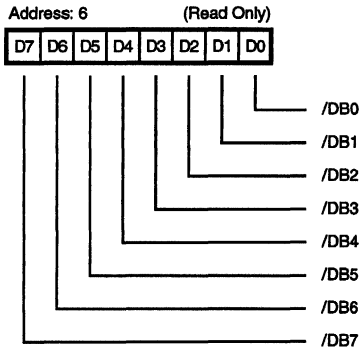 Address: 6 (Read Only)
D7 D6 D5 D4 D3 D2 D1 D0
/DB0
/DB1
/DB2
/DB3
/DB4
/DB5
/DB6
/DB7